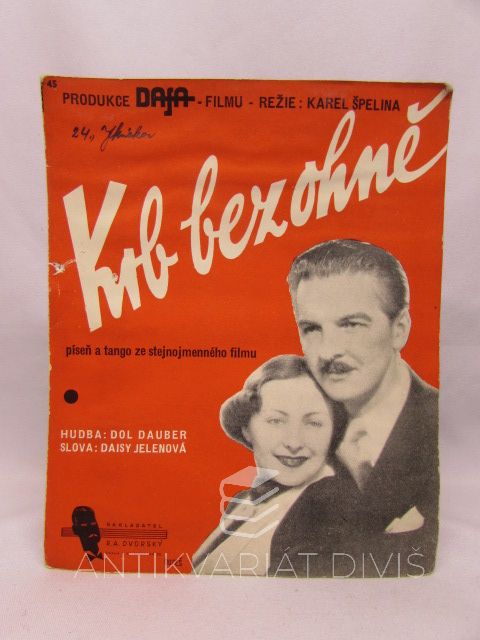 45
PRODUKCE DAFA - FILMU - REŽIE: KAREL ŠPELINA
24.
Krb bez ohně
píseň a tango ze stejnojmenného filmu
HUDBA: DOL DAUBER
SLOVA: DAISY JELENOVÁ
NAKLADATEL
R.A. DVORSKÝ
ANTIKVARIÁT DIVIŠ